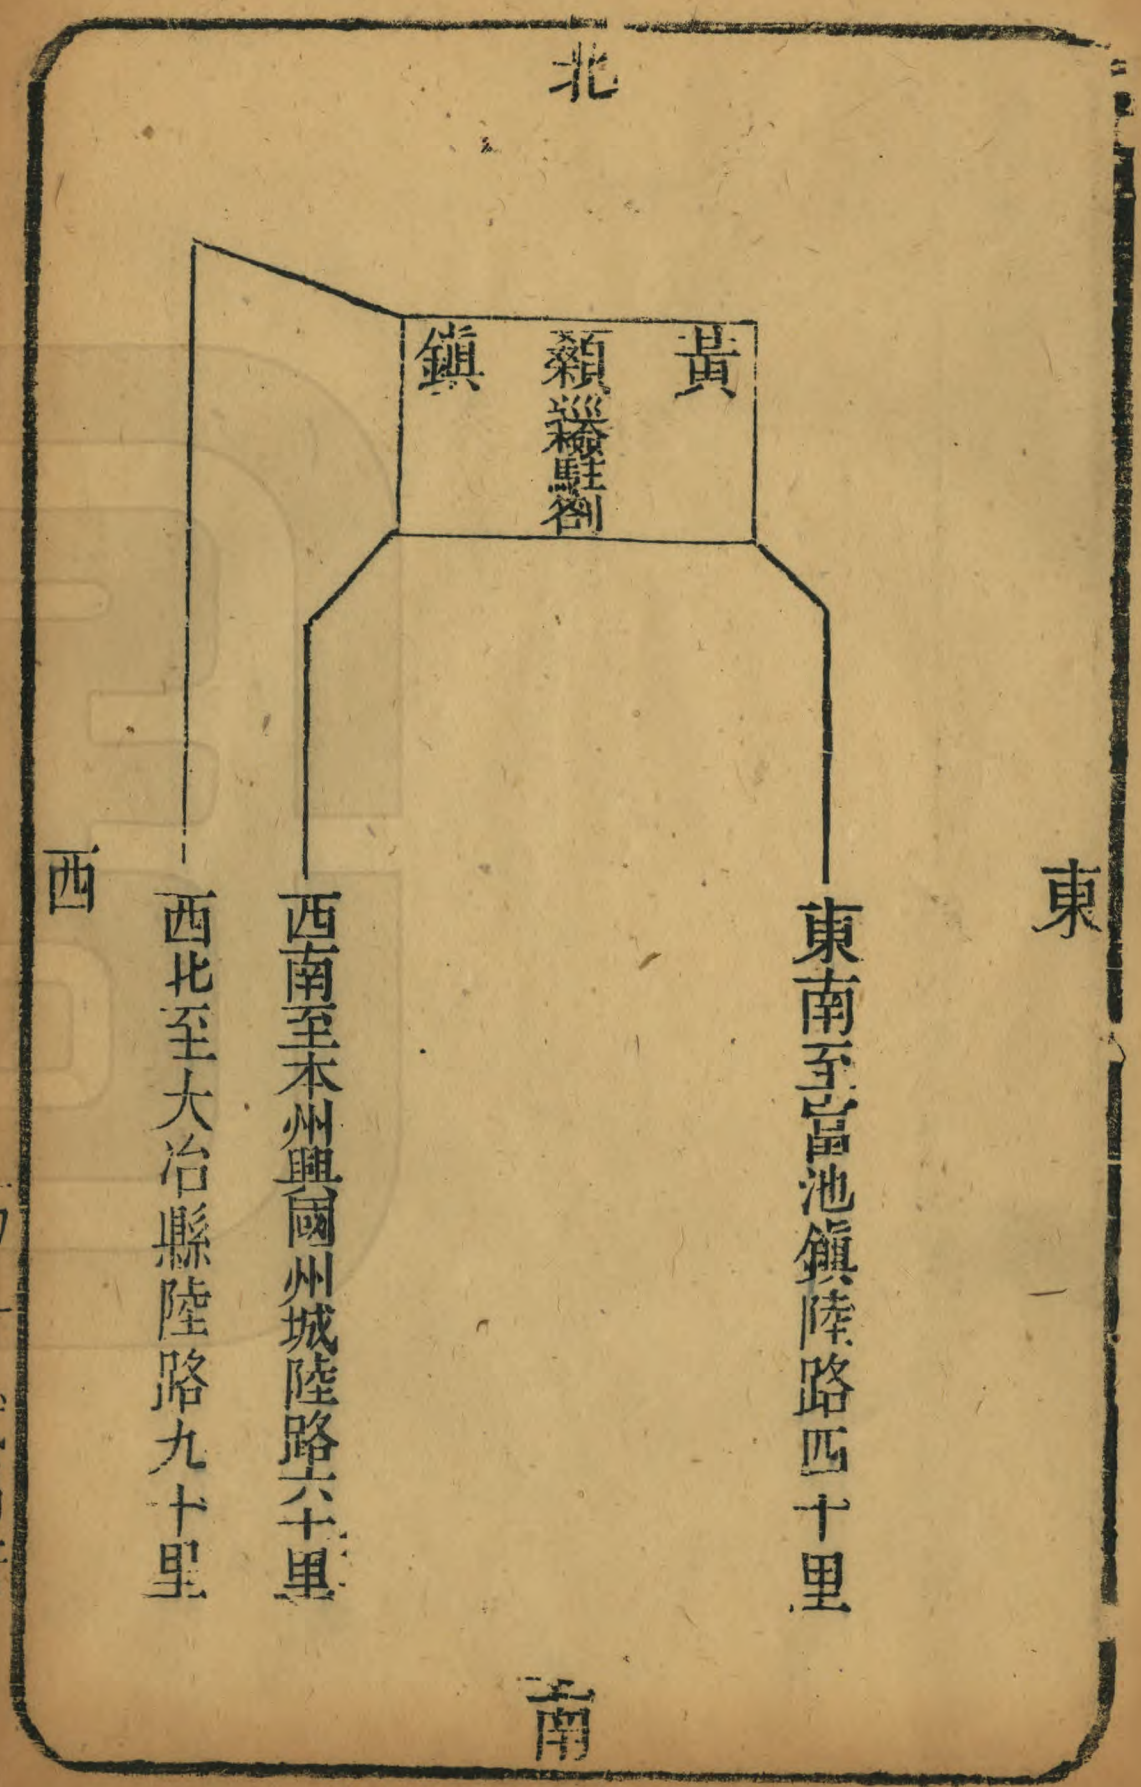 北
黃顙鎮
巡檢駐劄
東
東南至富池鎮陸路四十里
西南至本州興國州城陸路六十里
西北至大冶縣陸路九十里
西
南